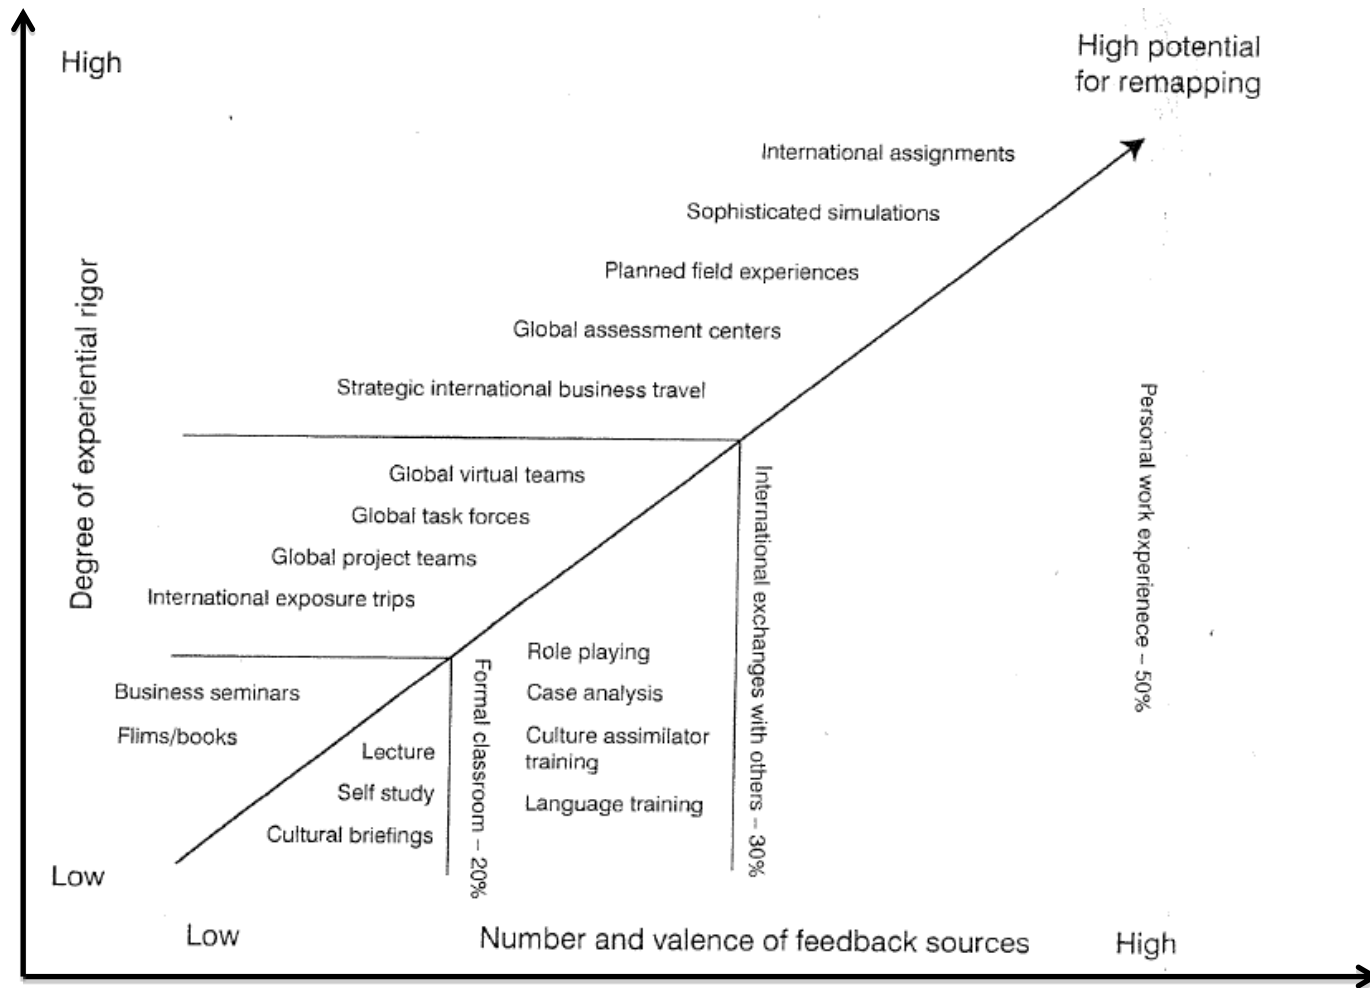 High
High potential
for remapping
International assignments
Sophisticated simulations
Planned field experiences
Global assessment centers
Strategic international business travel
Degree of experiential rigor
Global virtual teams
Global task forces
Global project teams
International exposure trips
Business seminars
Flims/books
Lecture
Self study
Cultural briefings
Formal classroom – 20%
Role playing
Case analysis
Culture assimilator
training
Language training
International exchanges with others – 30%
Personal work experienece – 50%
Low
Low
Number and valence of feedback sources
High